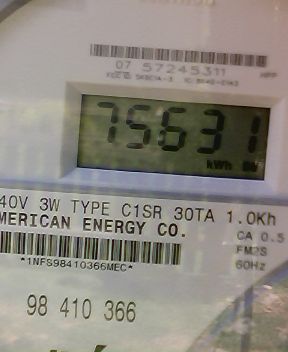 07 57245311
75631
kWh
40V 3W TYPE C1SR 30TA 1.0Kh
MERICAN ENERGY CO.
CA 0.5
FM2S
*1NFS98410366MEC*
60Hz
98 410 366